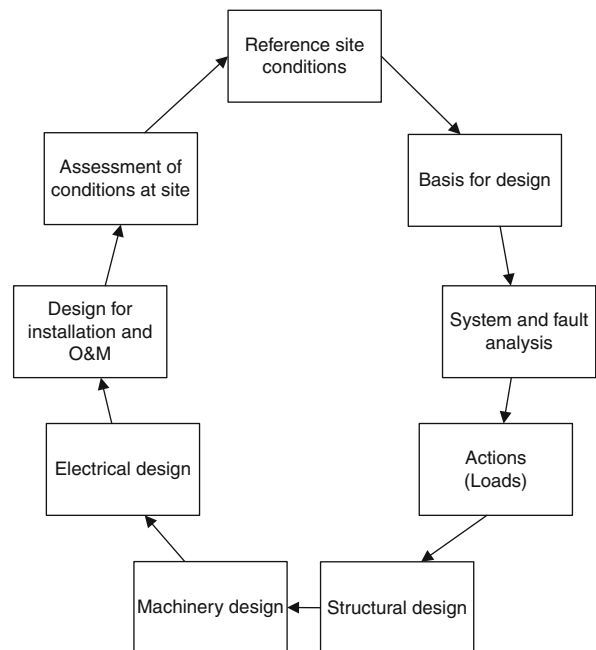 Reference site
conditions
Basis for design
System and fault
analysis
Actions
(Loads)
Structural design
Machinery design
Electrical design
Design for
installation and
O&M
Assessment of
conditions at site